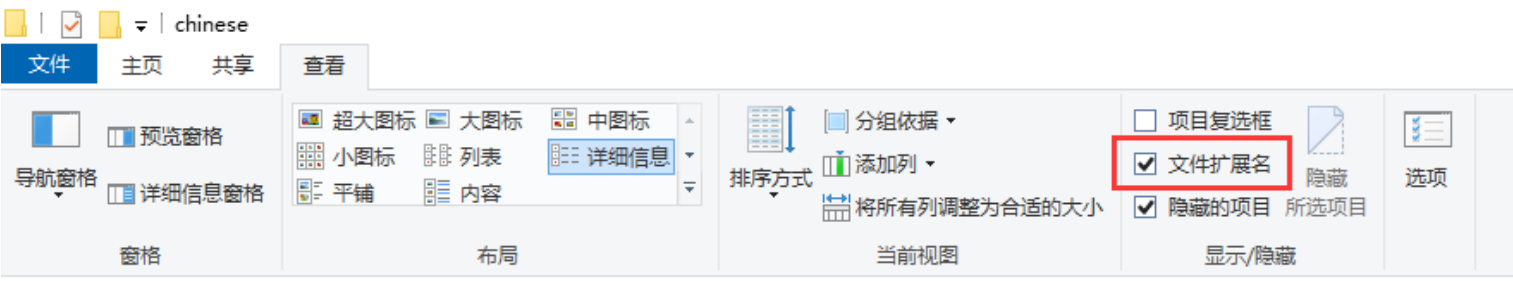 chinese
文件 主页 共享 查看
导航窗格
预览窗格
详细信息窗格
窗格
超大图标 大图标 中图标
小图标 列表 详细信息
平铺 内容
布局
排序方式
分组依据
添加列
将所有列调整为合适的大小
当前视图
项目复选框
文件扩展名
隐藏的项目
隐藏
所选项目
显示/隐藏
选项